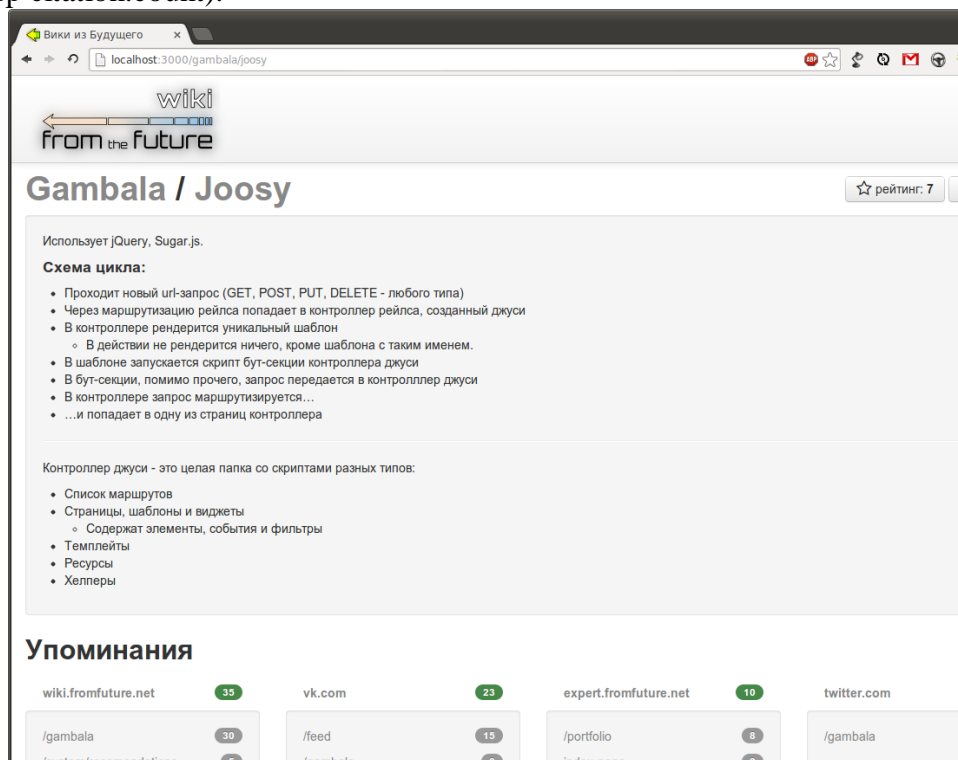 Вики из Будущего
localhost:3000/gambala/joosy
ABP
wiki
from the future
Gambala / Joosy
рейтинг: 7
Использует jQuery, Sugar.js.
Схема цикла:
Проходит новый url-запрос (GET, POST, PUT, DELETE - любого типа)
Через маршрутизацию рейлса попадает в контроллер рейлса, созданный джуси
В контроллере рендерится уникальный шаблон
В действии не рендерится ничего, кроме шаблона с таким именем.
В шаблоне запускается скрипт бут-секции контроллера джуси
В бут-секции, помимо прочего, запрос передается в контролллер джуси
В контроллере запрос маршрутизируется…
…и попадает в одну из страниц контроллера
Контроллер джуси - это целая папка со скриптами разных типов:
Список маршрутов
Страницы, шаблоны и виджеты
Содержат элементы, события и фильтры
Темплейты
Ресурсы
Хелперы
Упоминания
wiki.fromfuture.net 35
/gambala 30
vk.com 23
/feed 15
expert.fromfuture.net 10
/portfolio 8
twitter.com
/gambala